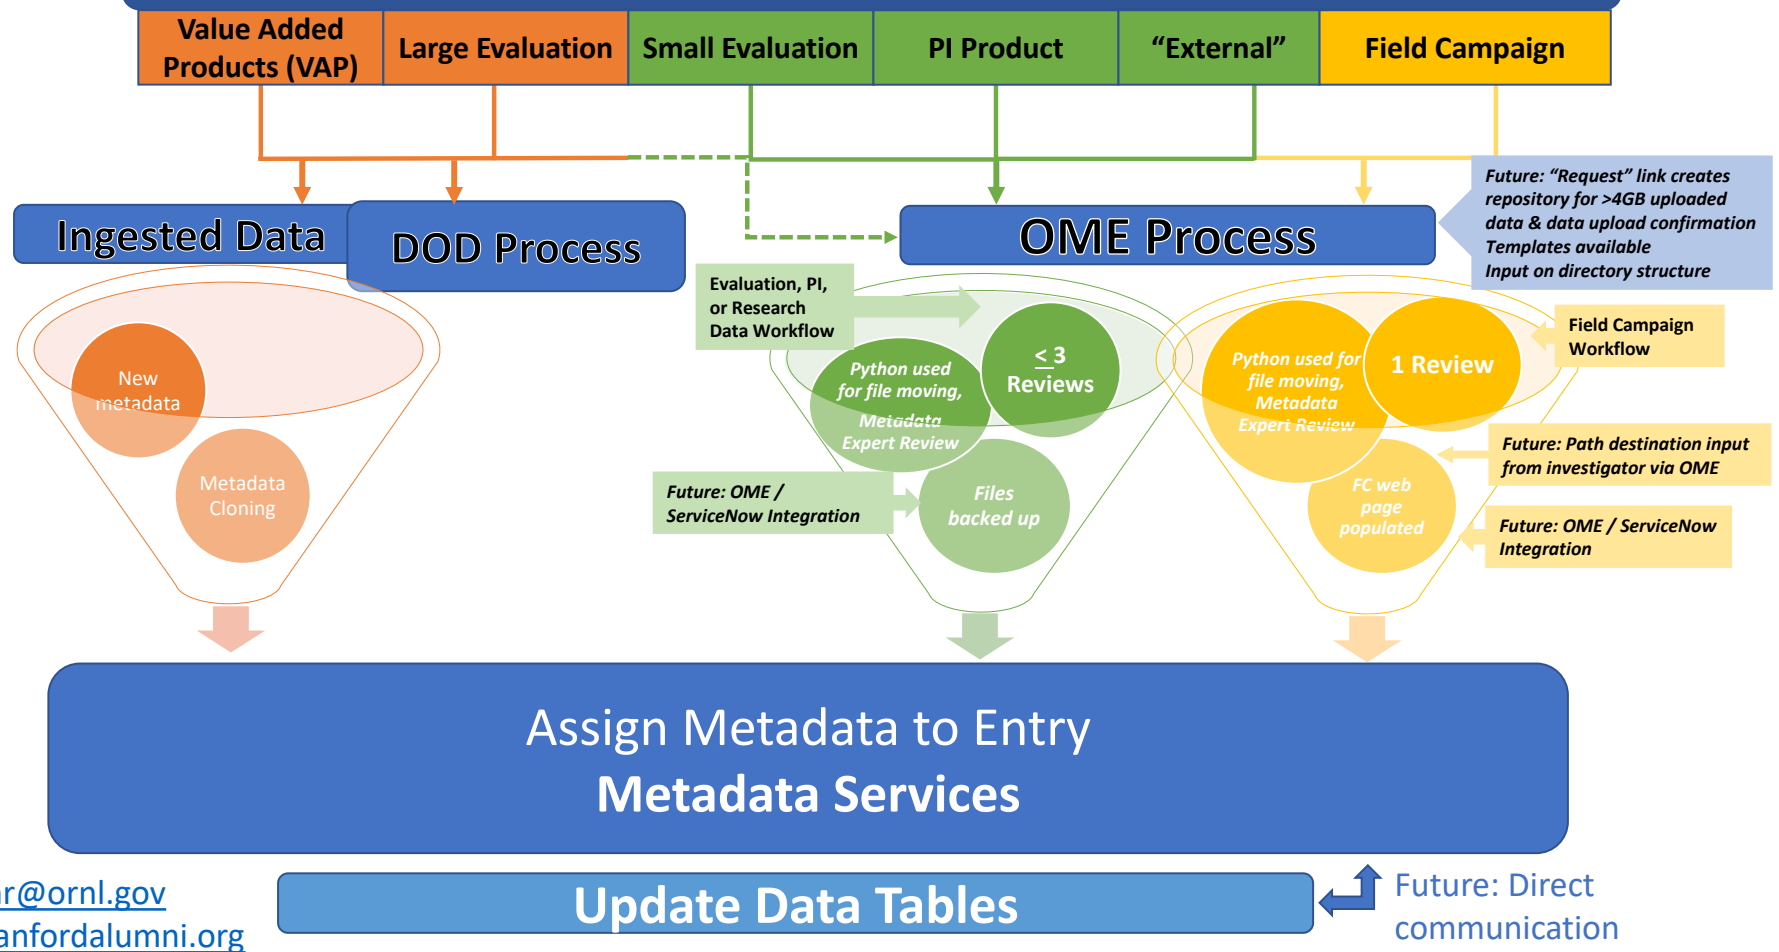 Value Added
Products (VAP)
Large Evaluation
Small Evaluation
PI Product
“External”
Field Campaign
Future: “Request” link creates
repository for >4GB uploaded
data & data upload confirmation
Templates available
Input on directory structure
Ingested Data
DOD Process
OME Process
Evaluation, PI,
or Research
Data Workflow
Field Campaign
Workflow
New
metadata
Metadata
Cloning
Python used
for file moving,
Metadata
Expert Review
< 3
Reviews
Files
backed up
Python used for
file moving,
Metadata
Expert Review
1 Review
FC web
page
populated
Future: OME /
ServiceNow Integration
Future: Path destination input
from investigator via OME
Future: OME / ServiceNow
Integration
Assign Metadata to Entry
Metadata Services
Update Data Tables
Future: Direct
communication
r@ornl.gov
anfordalumni.org